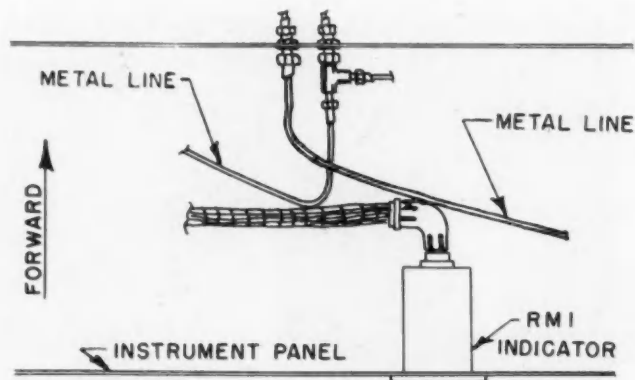 METAL LINE
METAL LINE
FORWARD
RMI
INDICATOR
INSTRUMENT PANEL